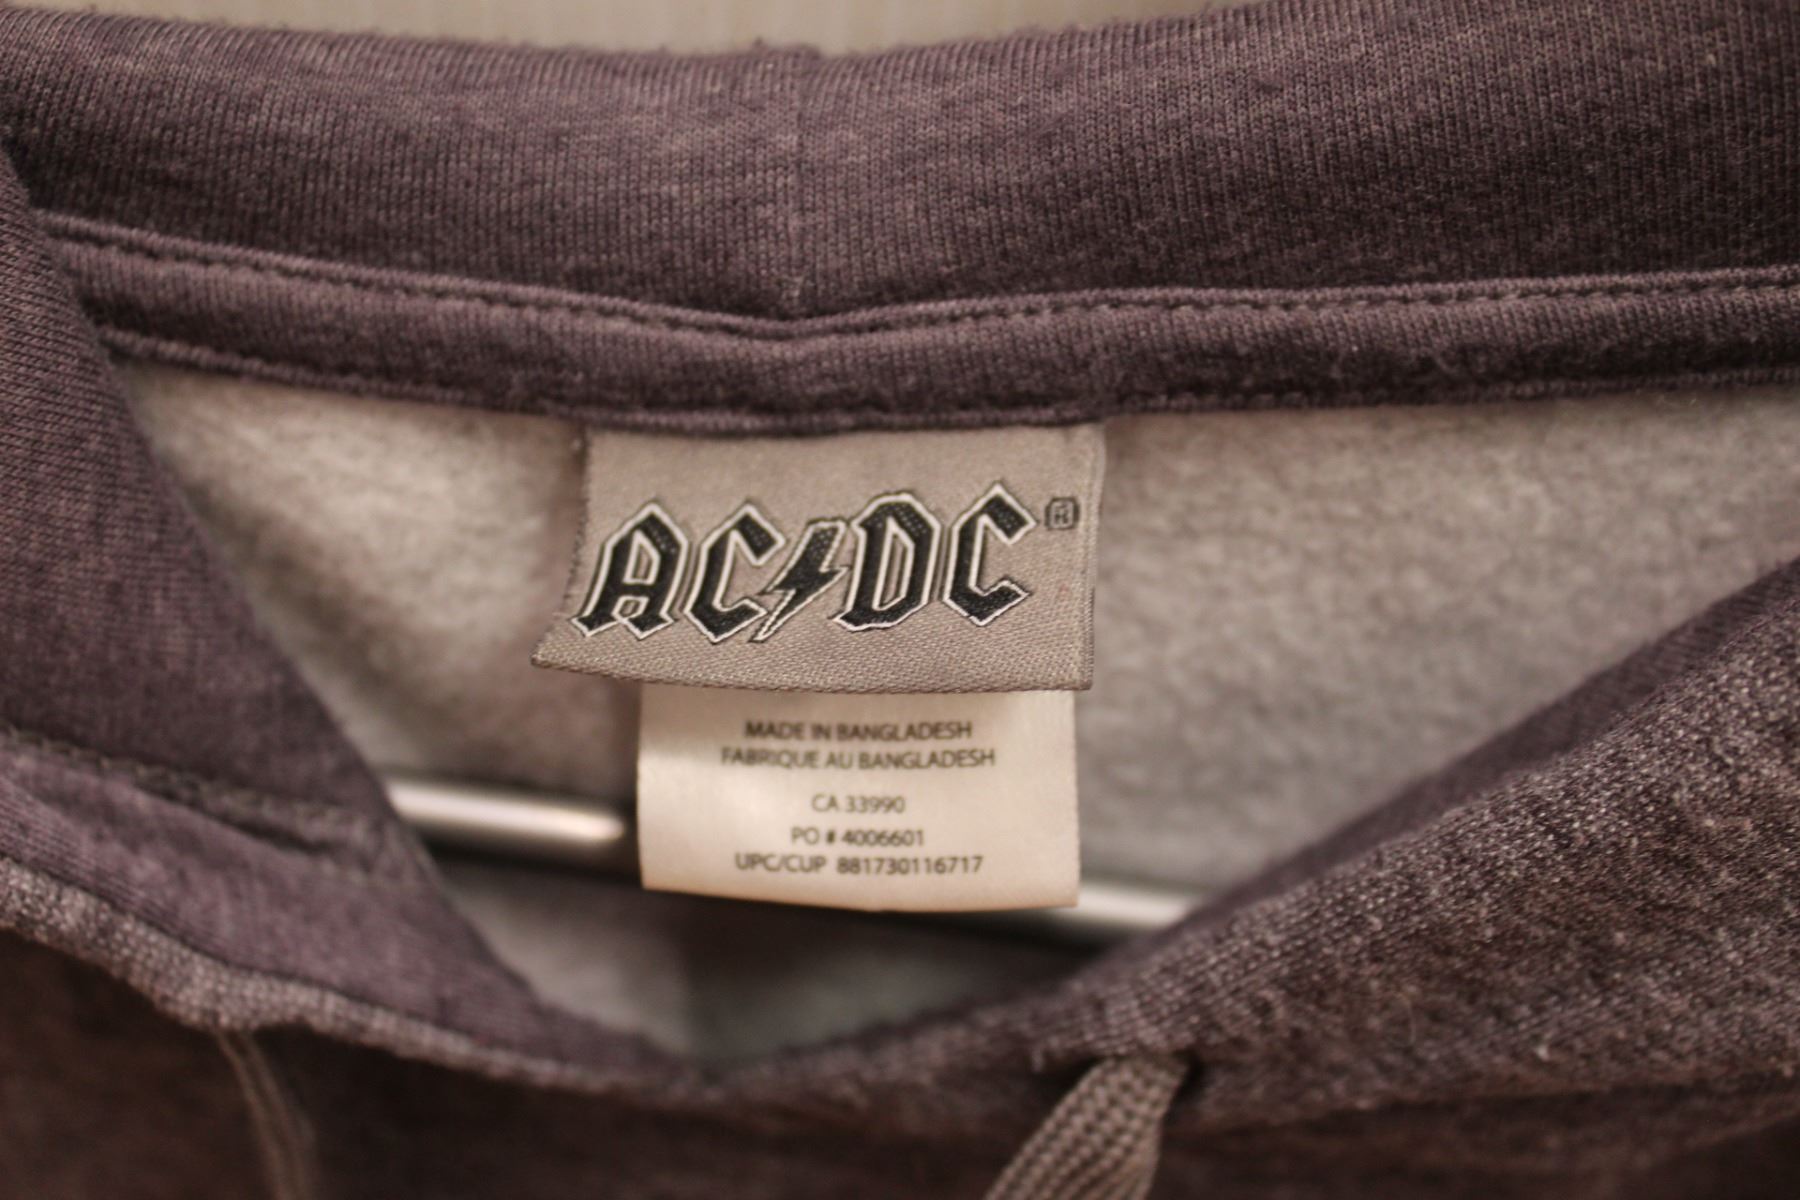 AC⚡DC®
MADE IN BANGLADESH
FABRIQUE AU BANGLADESH
CA 33990
PO # 4006601
UPC/CUP 881730116717